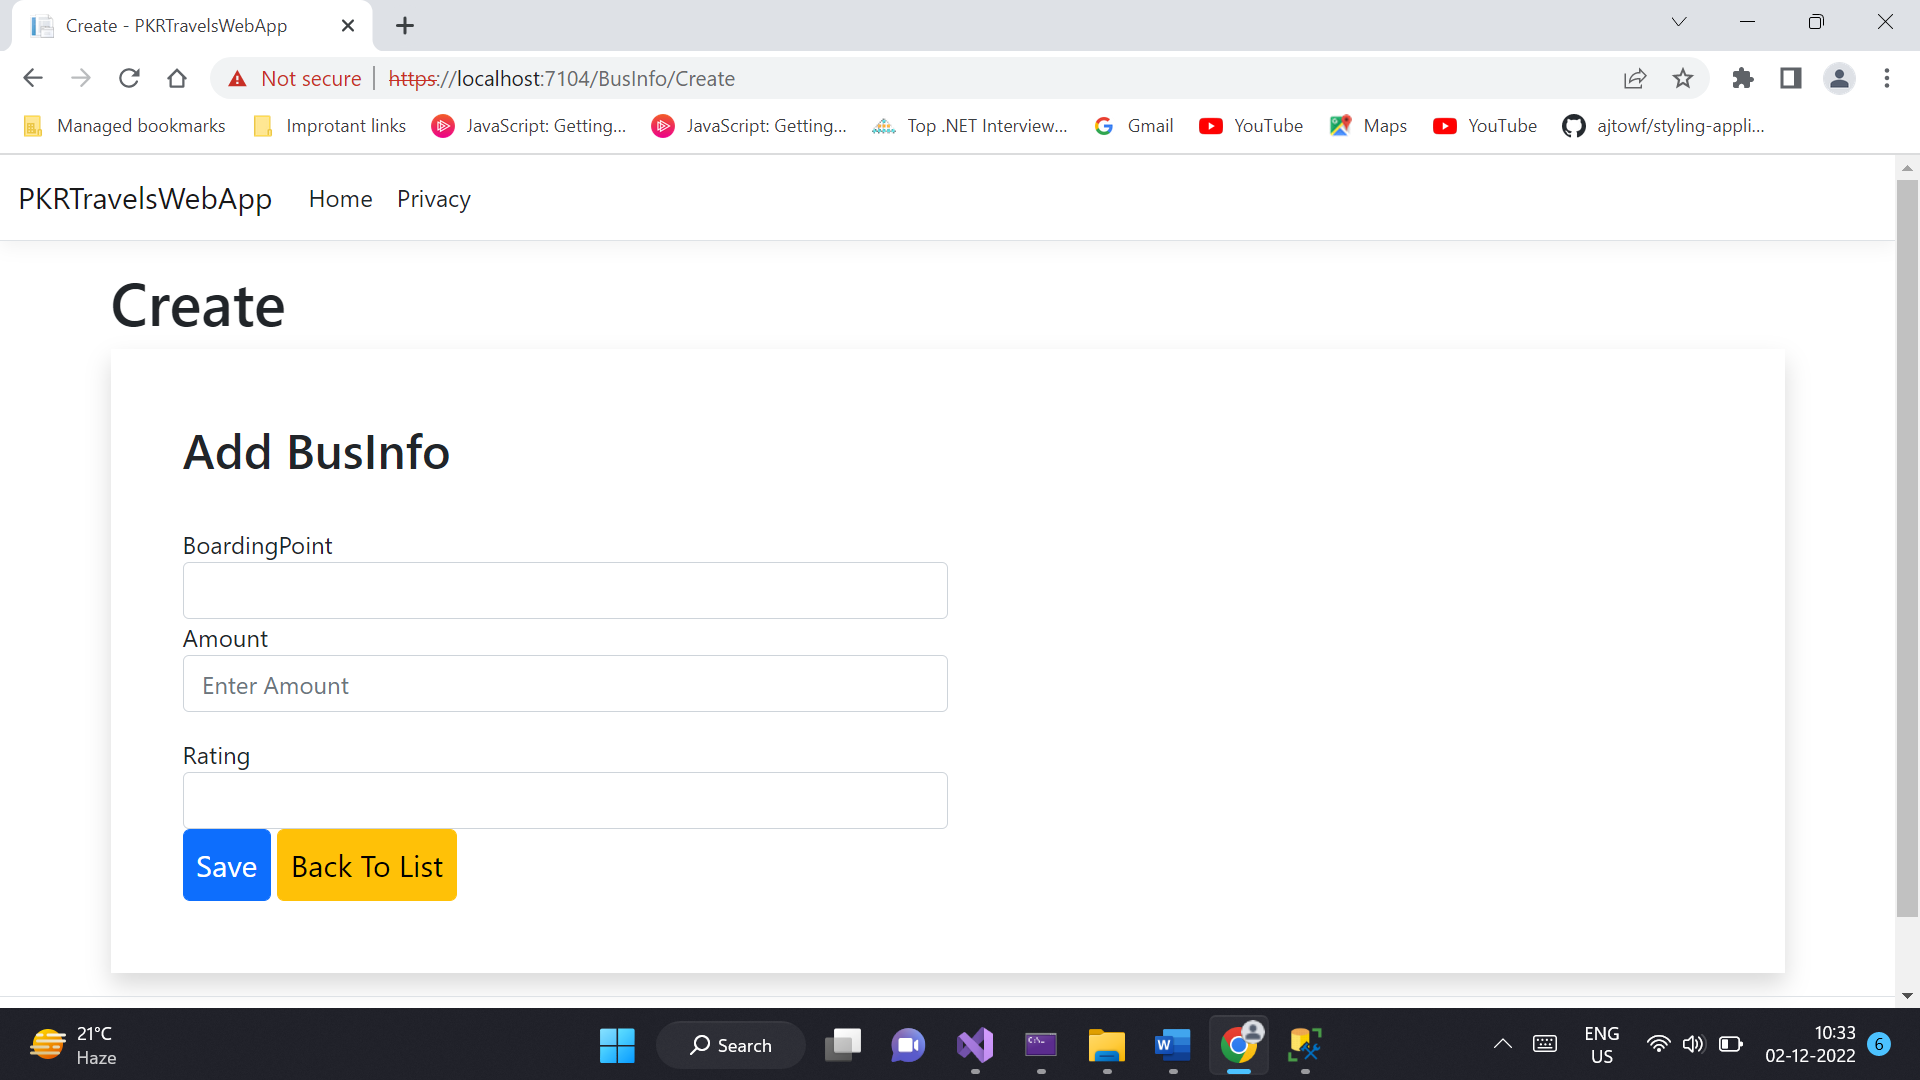 Create - PKRTravelsWebApp
Not secure | https://localhost:7104/BusInfo/Create
Managed bookmarks Improtant links JavaScript: Getting... JavaScript: Getting... Top .NET Interview... Gmail YouTube Maps YouTube ajtowf/styling-appli...
PKRTravelsWebApp Home Privacy
Create
Add BusInfo
BoardingPoint
Amount
Enter Amount
Rating
Save Back To List
21°C
Haze
Search
ENG
US
10:33
02-12-2022
6